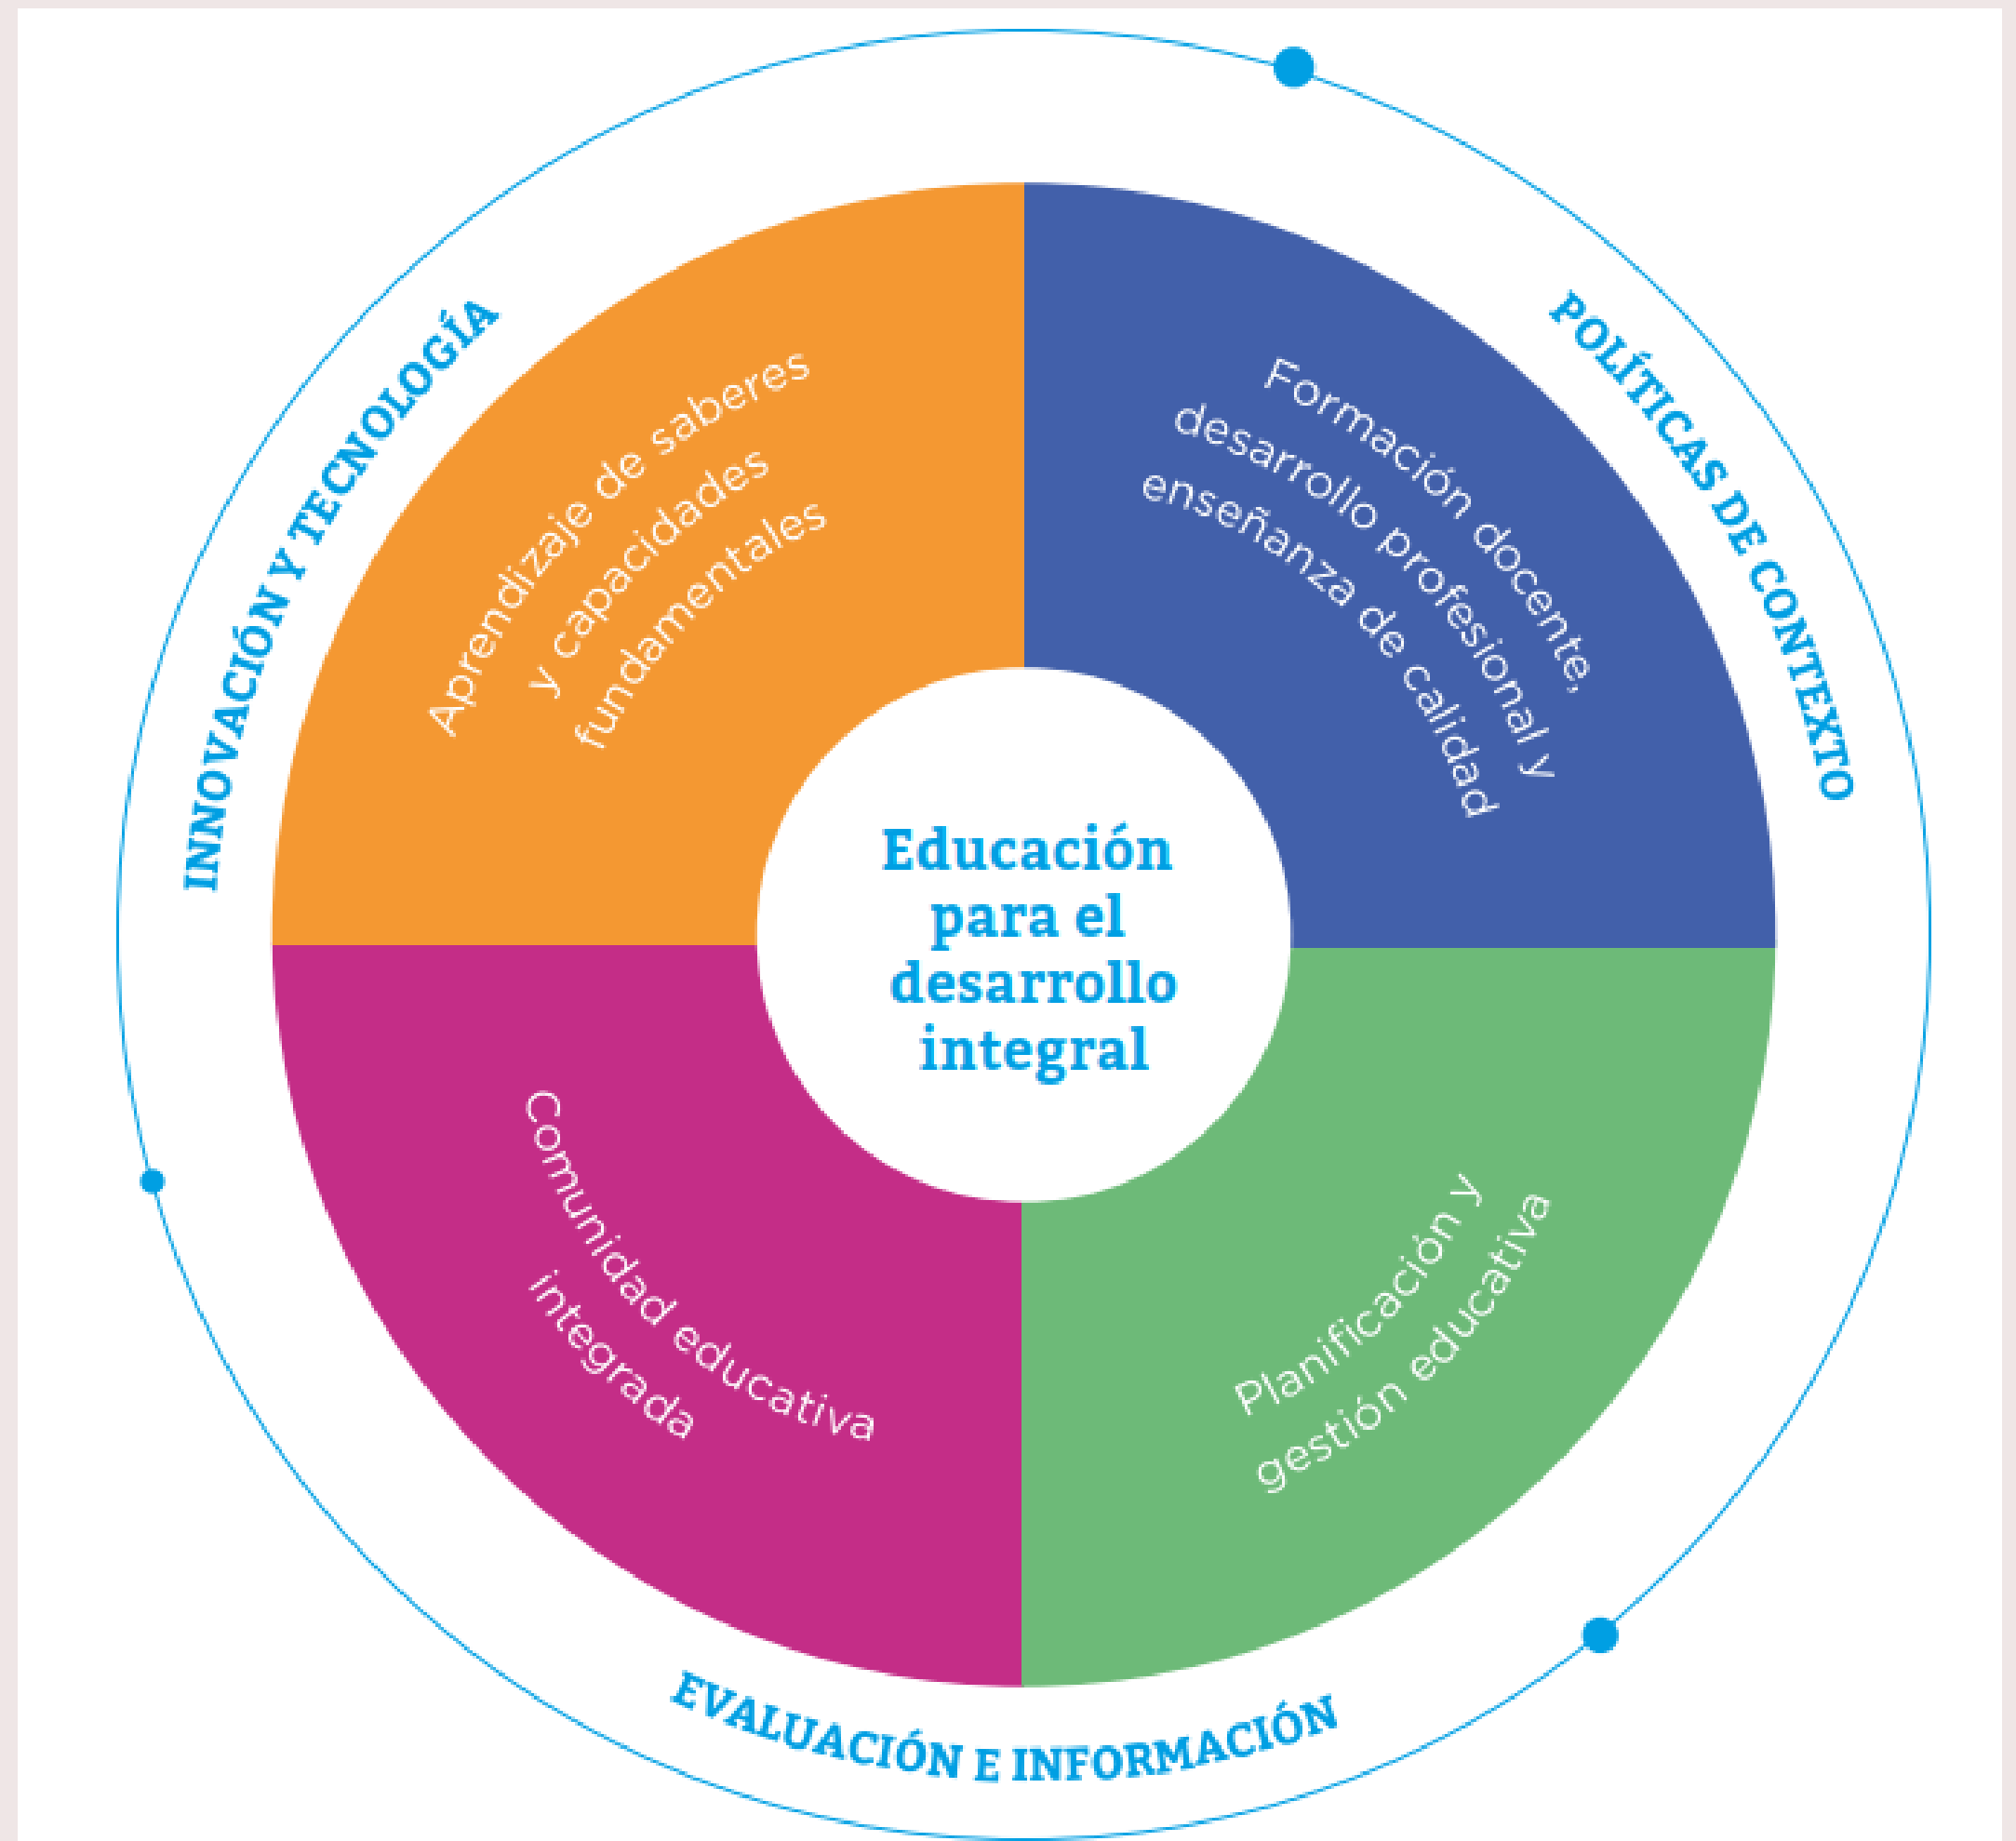 INNOVACIÓN Y TECNOLOGÍA
POLÍTICAS DE CONTEXTO
Aprendizaje de saberes
y capacidades
fundamentales
Formación docente,
desarrollo profesional y
enseñanza de calidad
Educación
para el
desarrollo
integral
Comunidad educativa
integrada
Planificación y
gestión educativa
EVALUACIÓN E INFORMACIÓN